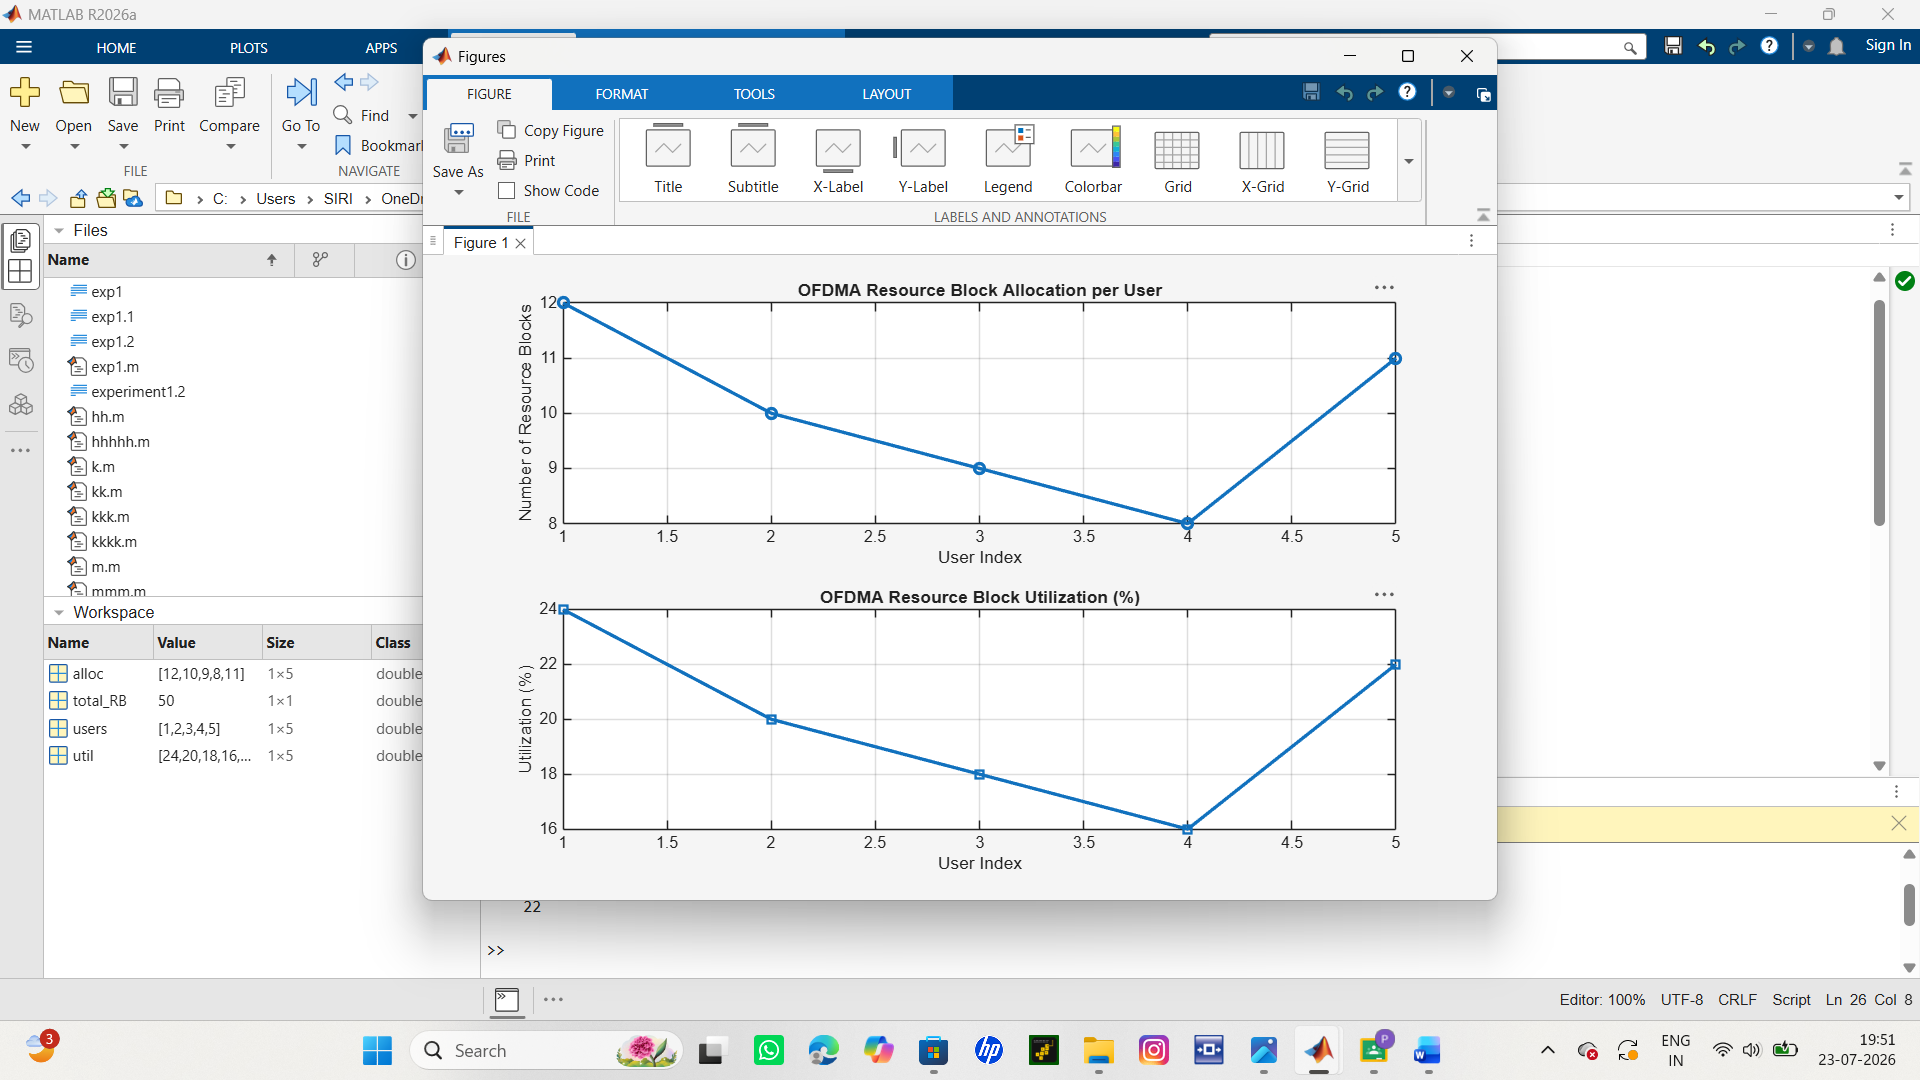 MATLAB R2026a
HOME
PLOTS
APPS
Sign In
New
Open
Save
Print
Compare
Go To
Find
Bookmar
FILE
NAVIGATE
C:
Users
SIRI
OneDr
Files
Name
exp1
exp1.1
exp1.2
exp1.m
experiment1.2
hh.m
hhhhh.m
k.m
kk.m
kkk.m
kkkk.m
m.m
mmm.m
Workspace
Name Value Size Class
alloc [12,10,9,8,11] 1×5 double
total_RB 50 1×1 double
users [1,2,3,4,5] 1×5 double
util [24,20,18,16,... 1×5 double
Figures
FIGURE
FORMAT
TOOLS
LAYOUT
Save As
Copy Figure
Print
Show Code
FILE
Title
Subtitle
X-Label
Y-Label
Legend
Colorbar
Grid
X-Grid
Y-Grid
LABELS AND ANNOTATIONS
Figure 1
OFDMA Resource Block Allocation per User
Number of Resource Blocks
12
11
10
9
8
1 1.5 2 2.5 3 3.5 4 4.5 5
User Index
OFDMA Resource Block Utilization (%)
Utilization (%)
24
22
20
18
16
1 1.5 2 2.5 3 3.5 4 4.5 5
User Index
22
>>
Editor: 100% UTF-8 CRLF Script Ln 26 Col 8
3
Search
P
ENG
IN
19:51
23-07-2026